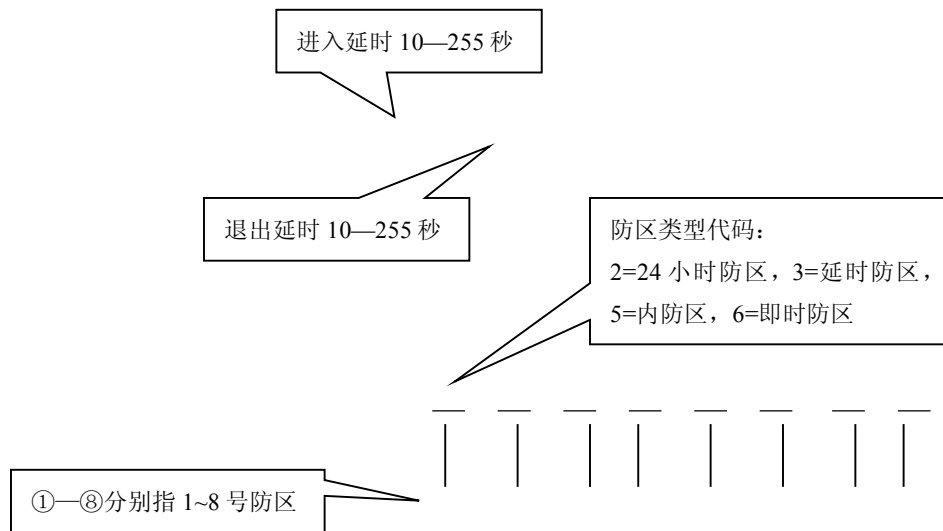 进入延时 10—255 秒
退出延时 10—255 秒
防区类型代码：
2=24 小时防区，3=延时防区，
5=内防区，6=即时防区
①—⑧分别指 1~8 号防区